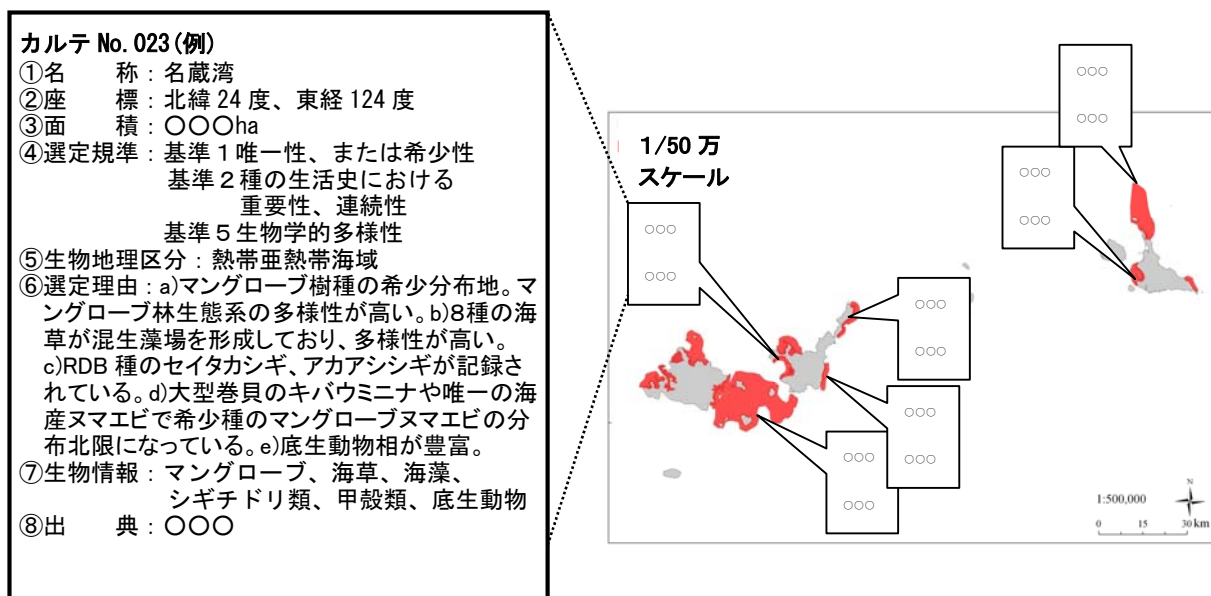 カルテ No.023(例)
①名　　称：名蔵湾
②座　　標：北緯 24 度、東経 124 度
③面　　積：〇〇〇ha
④選定規準：基準１唯一性、または希少性
基準２種の生活史における
重要性、連続性
基準５生物学的多様性
⑤生物地理区分：熱帯亜熱帯海域
⑥選定理由：a)マングローブ樹種の希少分布地。マ
ングローブ林生態系の多様性が高い。b)8種の海
草が混生藻場を形成しており、多様性が高い。
c)RDB 種のセイタカシギ、アカアシシギが記録さ
れている。d)大型巻貝のキバウミニナや唯一の海
産ヌマエビで希少種のマングローブヌマエビの分
布北限になっている。e)底生動物相が豊富。
⑦生物情報：マングローブ、海草、海藻、
シギチドリ類、甲殻類、底生動物
⑧出　　典：〇〇〇
1/50 万
スケール
○○○
○○○
○○○
○○○
○○○
○○○
○○○
○○○
○○○
○○○
○○○
○○○
1:500,000
N
0 15 30 km